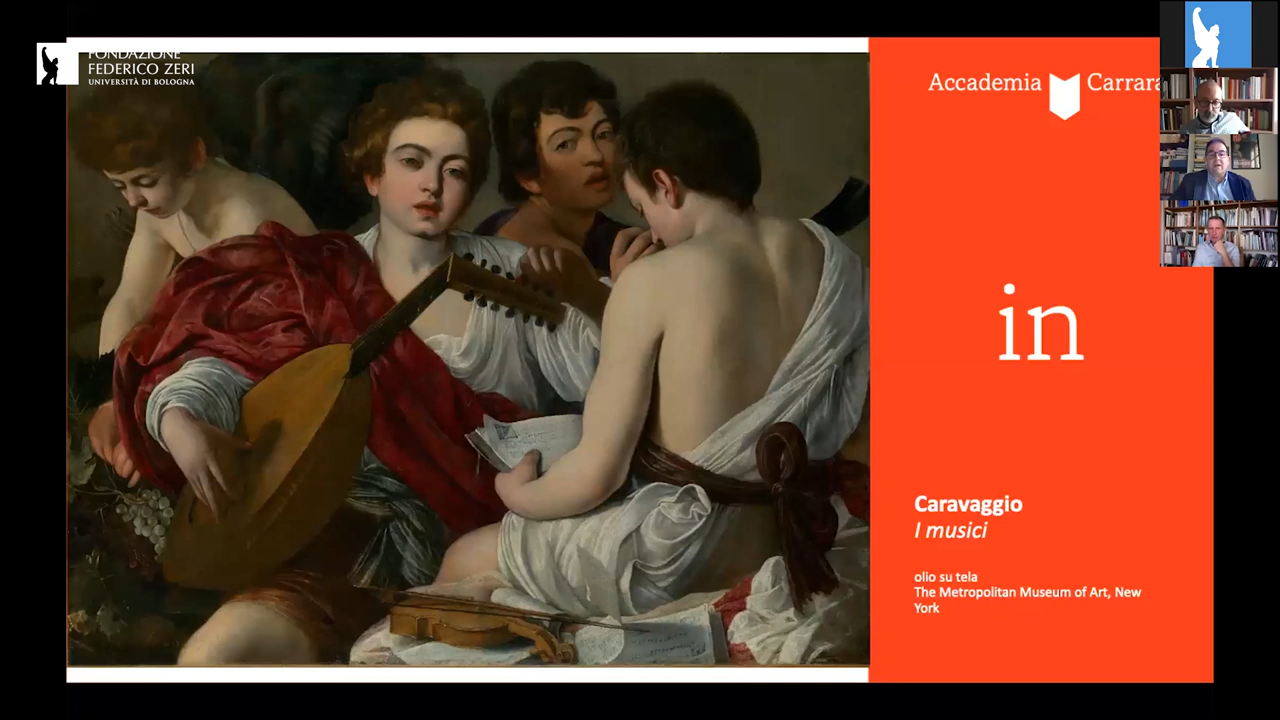 FONDAZIONE
FEDERICO ZERI
UNIVERSITÀ DI BOLOGNA
Accademia Carrara
in
Caravaggio
I musici
olio su tela
The Metropolitan Museum of Art, New
York